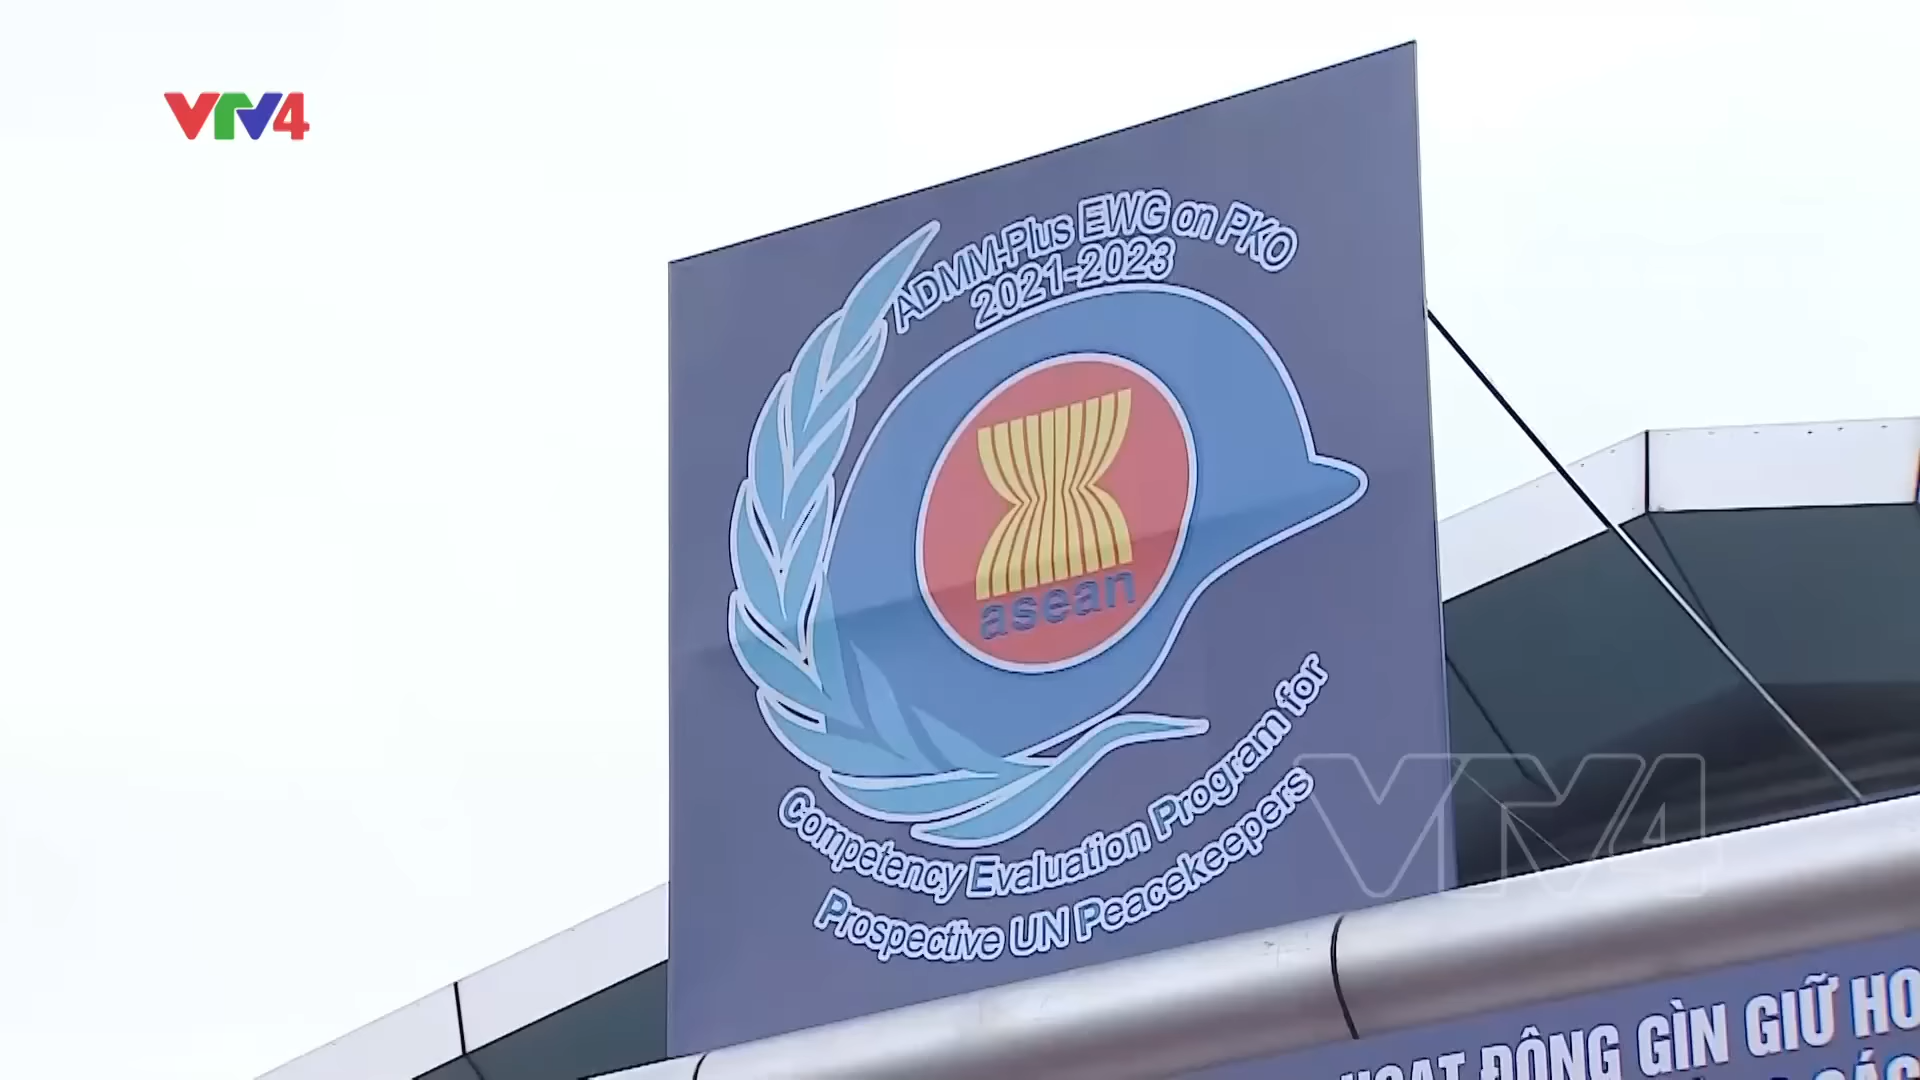 VTV4
ADMM-Plus EWG on PKO
2021-2023
asean
Competency Evaluation Program for
Prospective UN Peacekeepers
VTV4
HOẠT ĐỘNG GÌN GIỮ